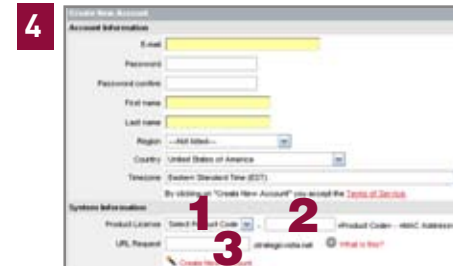 4
Create New Account
Account Information
E-mail
Password
Password confirm
First name
Last name
Region --Not listed--
Country United States of America
Timezone Eastern Standard Time (EDT)
By clicking on "Create New Account" you accept the Terms of Service.
System Information
1 2
Product License Select Product Code - <Product Code> - <MAC Address>
URL Request .strategicvista.net What is this?
3
Create New Account